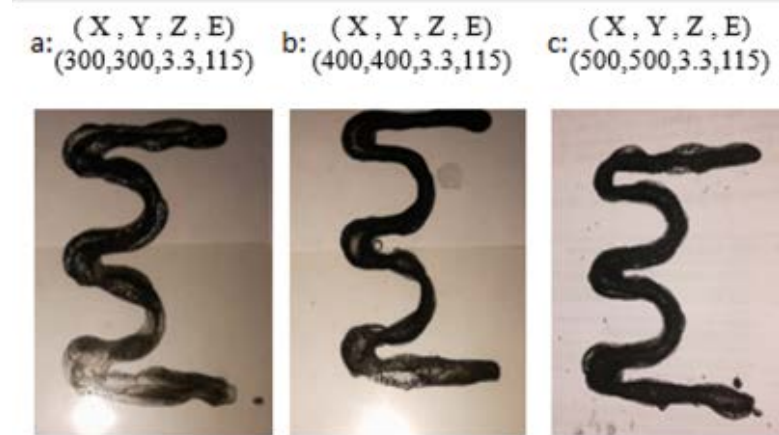 a: ( X , Y , Z , E )
(300,300,3.3,115)
b: ( X , Y , Z , E )
(400,400,3.3,115)
c: ( X , Y , Z , E )
(500,500,3.3,115)